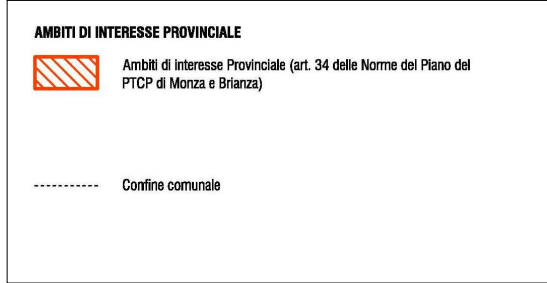 AMBITI DI INTERESSE PROVINCIALE
Ambiti di interesse Provinciale (art. 34 delle Norme del Piano del
PTCP di Monza e Brianza)
Confine comunale